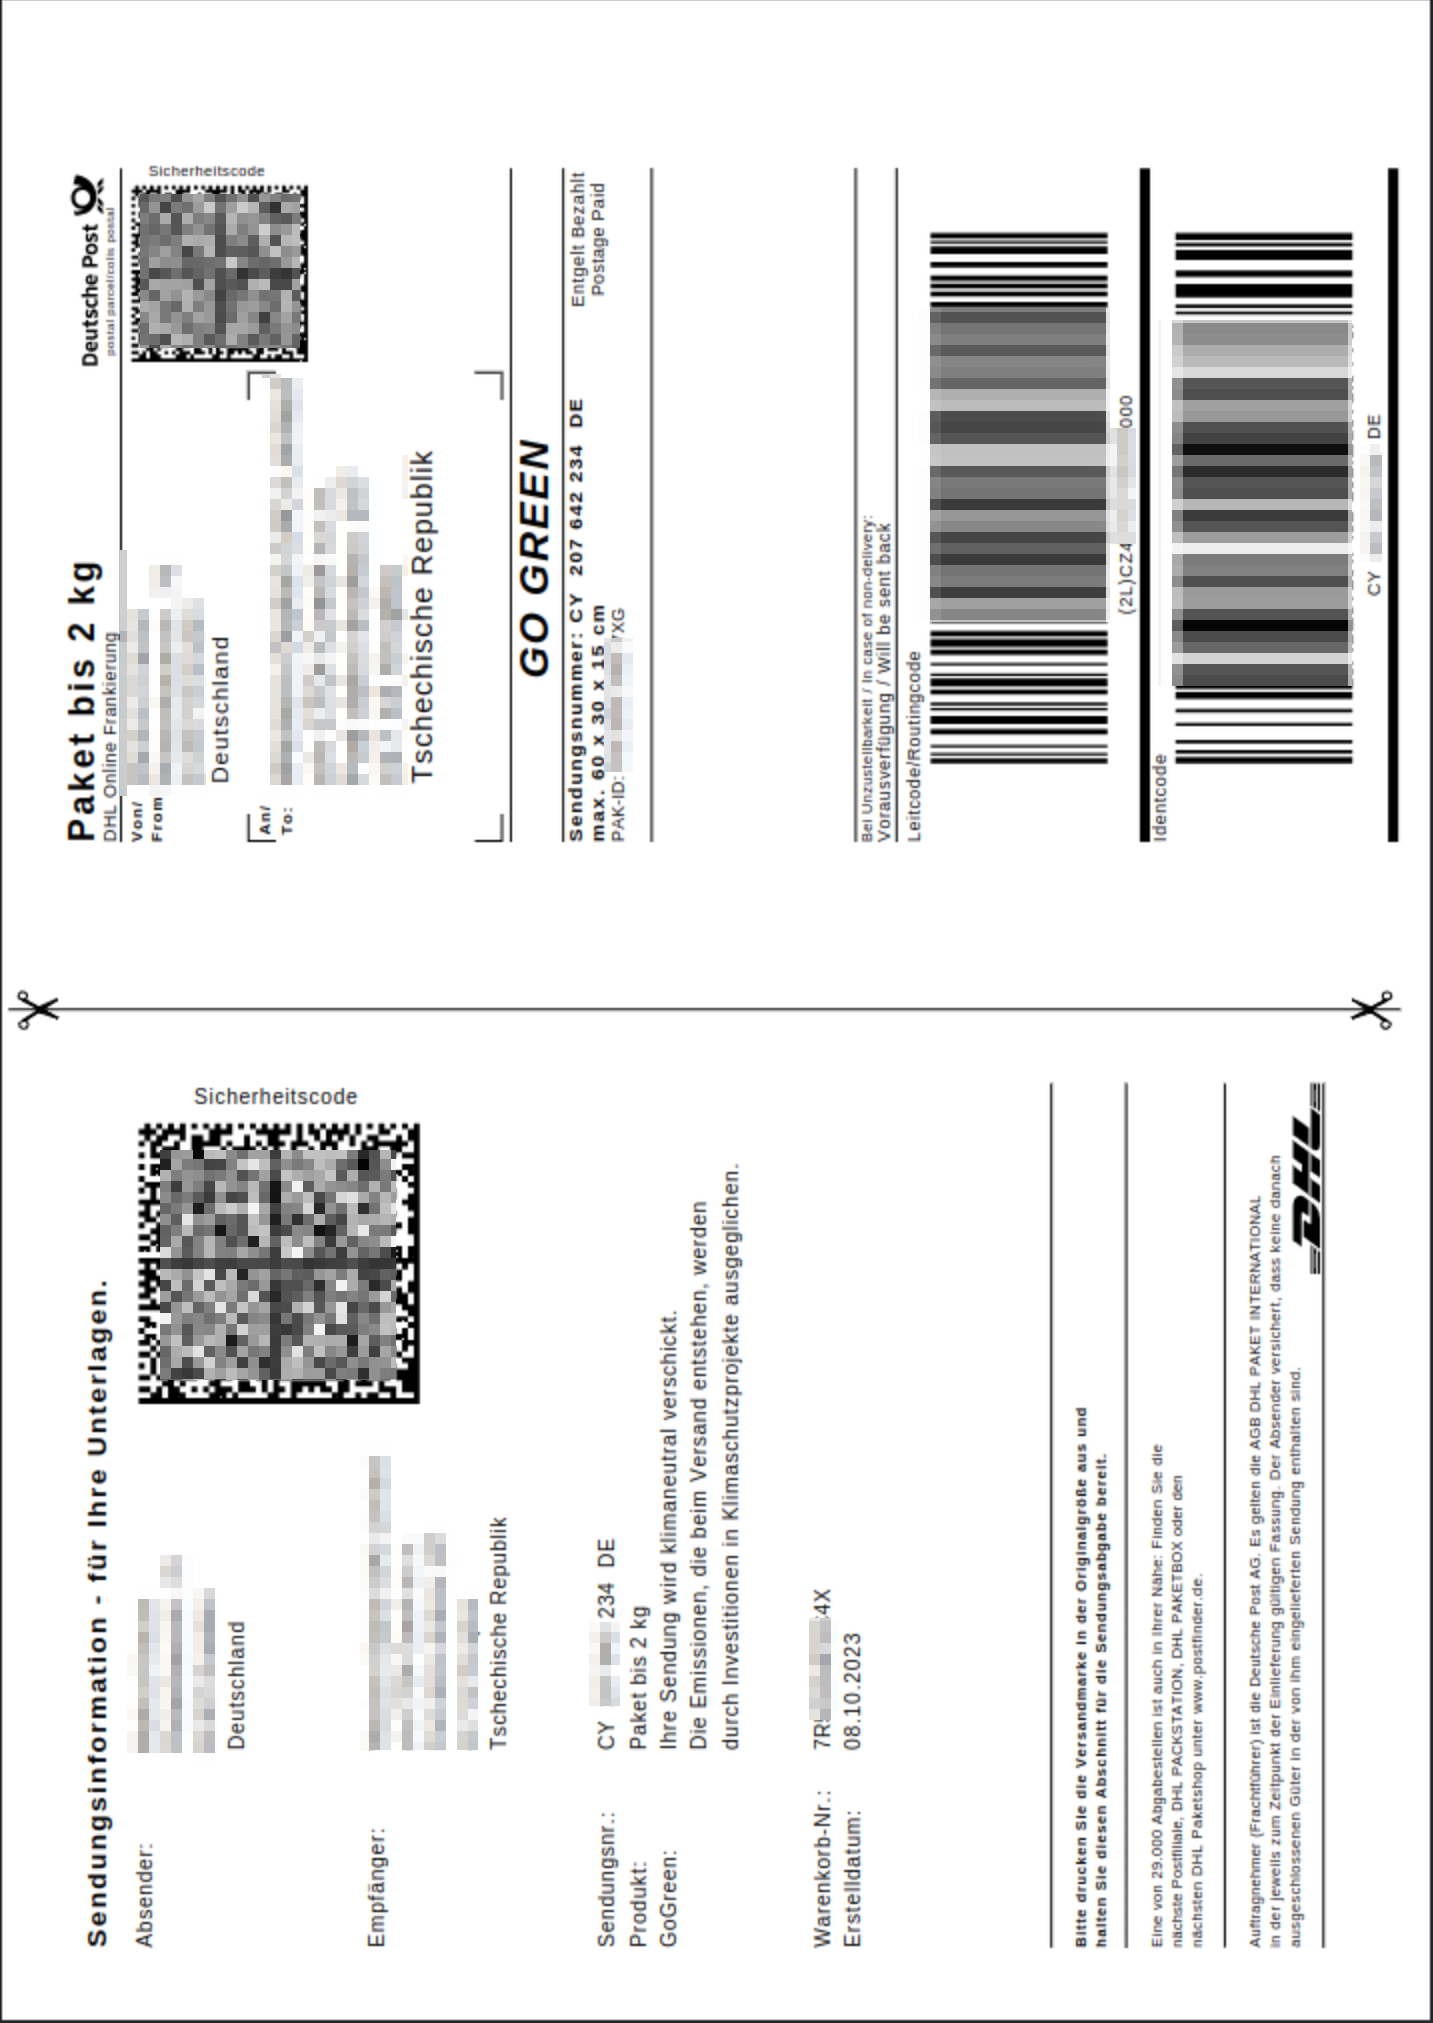 Sendungsinformation - für Ihre Unterlagen.
Absender:
Deutschland
Sicherheitscode
Empfänger:
Tschechische Republik
Sendungsnr.: CY 234 DE
Produkt: Paket bis 2 kg
GoGreen: Ihre Sendung wird klimaneutral verschickt.
Die Emissionen, die beim Versand entstehen, werden
durch Investitionen in Klimaschutzprojekte ausgeglichen.
Warenkorb-Nr.: 7R 4X
Erstelldatum: 08.10.2023
Bitte drucken Sie die Versandmarke in der Originalgröße aus und
halten Sie diesen Abschnitt für die Sendungsabgabe bereit.
Eine von 29.000 Abgabestellen ist auch in Ihrer Nähe: Finden Sie die
nächste Postfiliale, DHL PACKSTATION, DHL PAKETBOX oder den
nächsten DHL Paketshop unter www.postfinder.de.
Auftragnehmer (Frachtführer) ist die Deutsche Post AG. Es gelten die AGB DHL PAKET INTERNATIONAL
in der jeweils zum Zeitpunkt der Einlieferung gültigen Fassung. Der Absender versichert, dass keine danach
ausgeschlossenen Güter in der von ihm eingelieferten Sendung enthalten sind.
DHL
Paket bis 2 kg
DHL Online Frankierung
Deutsche Post
postal parcel/colis postal
Von/
From
Deutschland
Sicherheitscode
An/
To:
Tschechische Republik
GO GREEN
Sendungsnummer: CY 207 642 234 DE
max. 60 x 30 x 15 cm
PAK-ID: 7XG
Entgelt Bezahlt
Postage Paid
Bei Unzustellbarkeit / In case of non-delivery:
Vorausverfügung / Will be sent back
Leitcode/Routingcode
(2L)CZ4 000
Identcode
CY DE